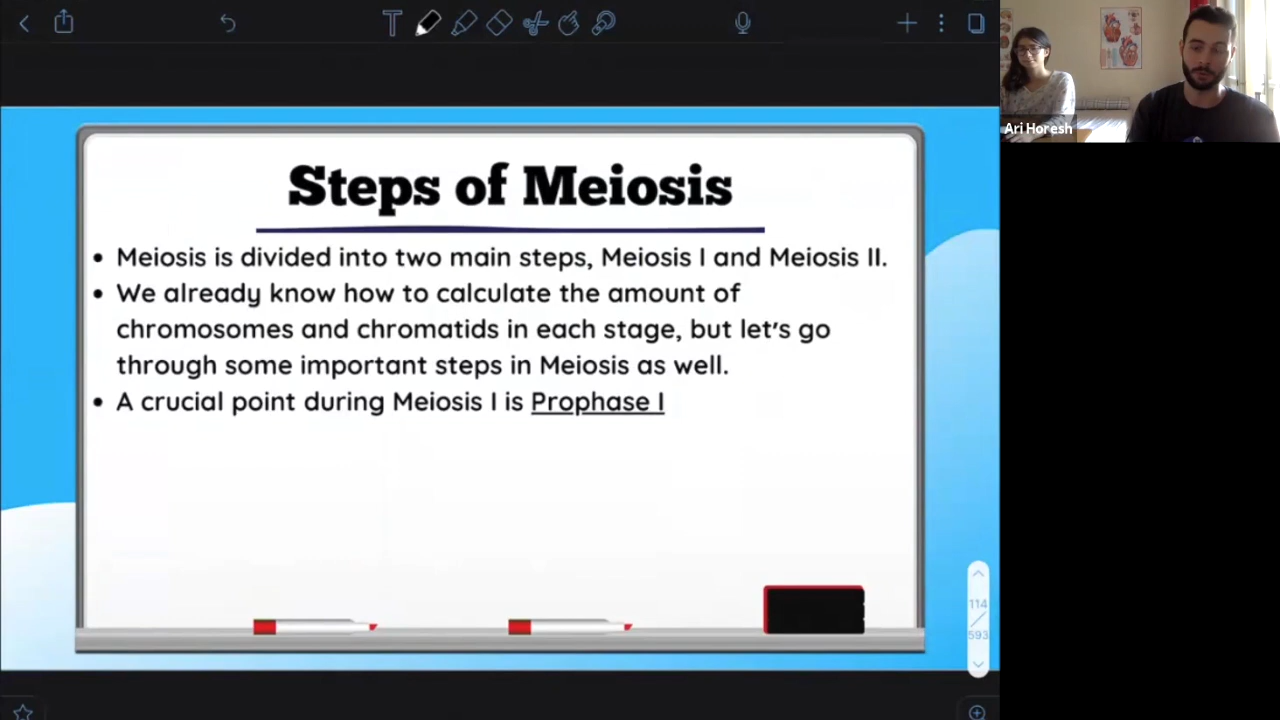 Ari Horesh
Steps of Meiosis
• Meiosis is divided into two main steps, Meiosis I and Meiosis II.
• We already know how to calculate the amount of
chromosomes and chromatids in each stage, but let's go
through some important steps in Meiosis as well.
• A crucial point during Meiosis I is Prophase I
114
/
593